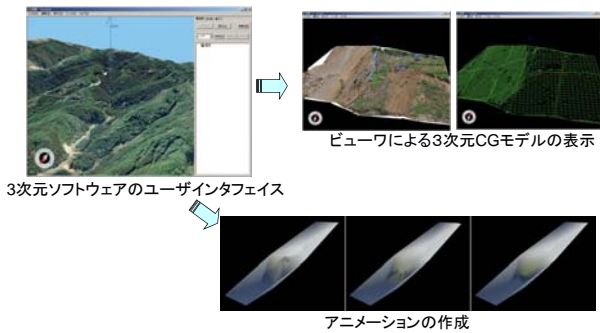 3次元ソフトウェアのユーザインタフェイス
ビューワによる3次元CGモデルの表示
アニメーションの作成